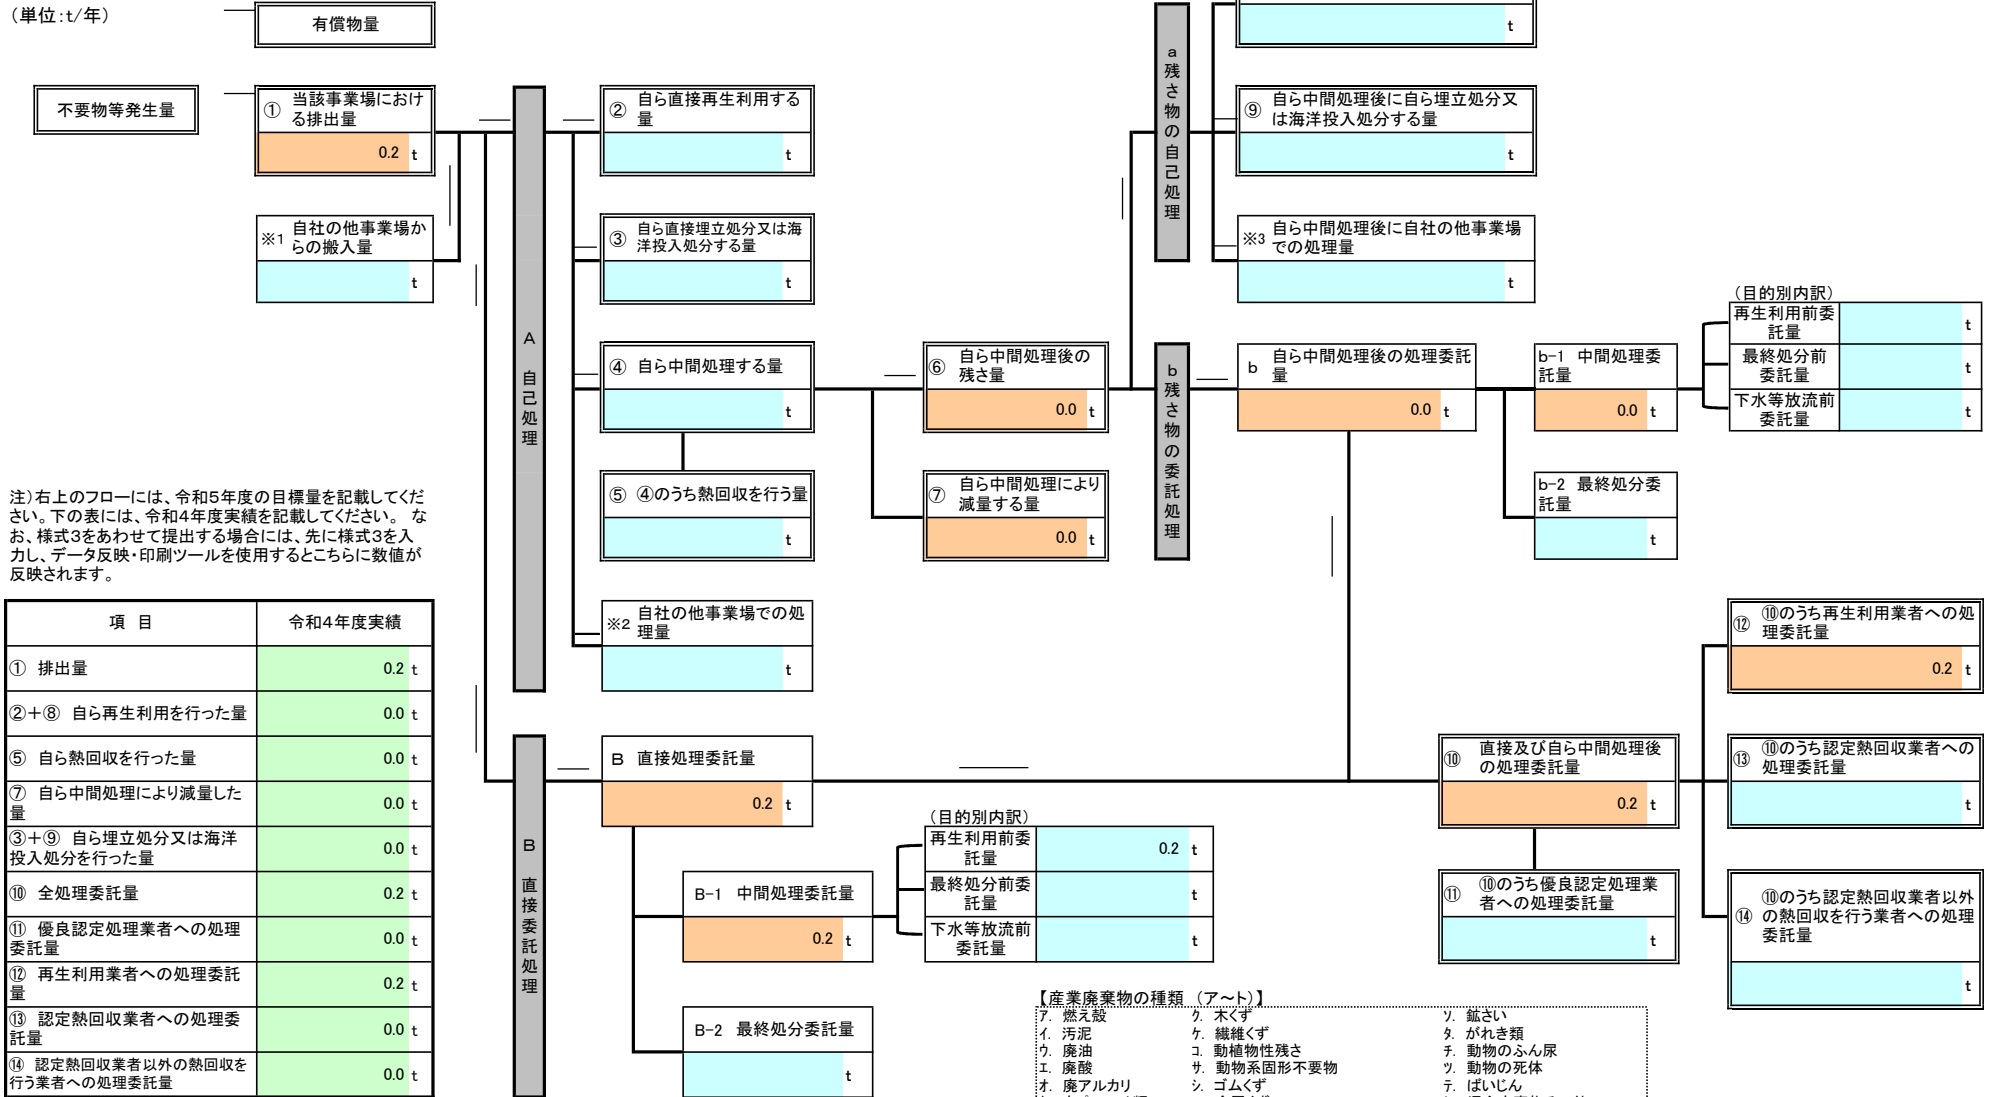 （単位:t/年）
有償物量
t
不要物等発生量
① 当該事業場におけ
る排出量
0.2 t
※1 自社の他事業場か
らの搬入量
t
A 自己処理
② 自ら直接再生利用する
量
t
③ 自ら直接埋立処分又は海
洋投入処分する量
t
④ 自ら中間処理する量
t
⑤ ④のうち熱回収を行う量
t
※2 自社の他事業場での処
理量
t
⑥ 自ら中間処理後の
残さ量
0.0 t
⑦ 自ら中間処理により
減量する量
0.0 t
a 残さ物の自己処理
⑨ 自ら中間処理後に自ら埋立処分又
は海洋投入処分する量
t
※3 自ら中間処理後に自社の他事業場
での処理量
t
b 残さ物の委託処理
b 自ら中間処理後の処理委託
量
0.0 t
b-1 中間処理委
託量
0.0 t
（目的別内訳）
再生利用前委
託量
t
最終処分前
委託量
t
下水等放流前
委託量
t
b-2 最終処分委
託量
t
注）右上のフローには、令和5年度の目標量を記載してくだ
さい。下の表には、令和4年度実績を記載してください。 な
お、様式3をあわせて提出する場合には、先に様式3を入
力し、データ反映・印刷ツールを使用するとこちらに数値が
反映されます。
項 目 令和4年度実績
① 排出量 0.2 t
②＋⑧ 自ら再生利用を行った量 0.0 t
⑤ 自ら熱回収を行った量 0.0 t
⑦ 自ら中間処理により減量した
量 0.0 t
③＋⑨ 自ら埋立処分又は海洋
投入処分を行った量 0.0 t
⑩ 全処理委託量 0.2 t
⑪ 優良認定処理業者への処理
委託量 0.0 t
⑫ 再生利用業者への処理委託
量 0.2 t
⑬ 認定熱回収業者への処理委
託量 0.0 t
⑭ 認定熱回収業者以外の熱回収を
行う業者への処理委託量 0.0 t
B 直接委託処理
B 直接処理委託量
0.2 t
B-1 中間処理委託量
0.2 t
（目的別内訳）
再生利用前委
託量
0.2 t
最終処分前委
託量
t
下水等放流前
委託量
t
B-2 最終処分委託量
t
⑩ 直接及び自ら中間処理後
の処理委託量
0.2 t
⑪ ⑩のうち優良認定処理業
者への処理委託量
t
⑫ ⑩のうち再生利用業者への処
理委託量
0.2 t
⑬ ⑩のうち認定熱回収業者への
処理委託量
t
⑭ ⑩のうち認定熱回収業者以外
の熱回収を行う業者への処理
委託量
t
【産業廃棄物の種類 （ア～ト）】
ア. 燃え殻 ク. 木くず ソ. 鉱さい
イ. 汚泥 ケ. 繊維くず タ. がれき類
ウ. 廃油 コ. 動植物性残さ チ. 動物のふん尿
エ. 廃酸 サ. 動物系固形不要物 ツ. 動物の死体
オ. 廃アルカリ シ. ゴムくず テ. ばいじん